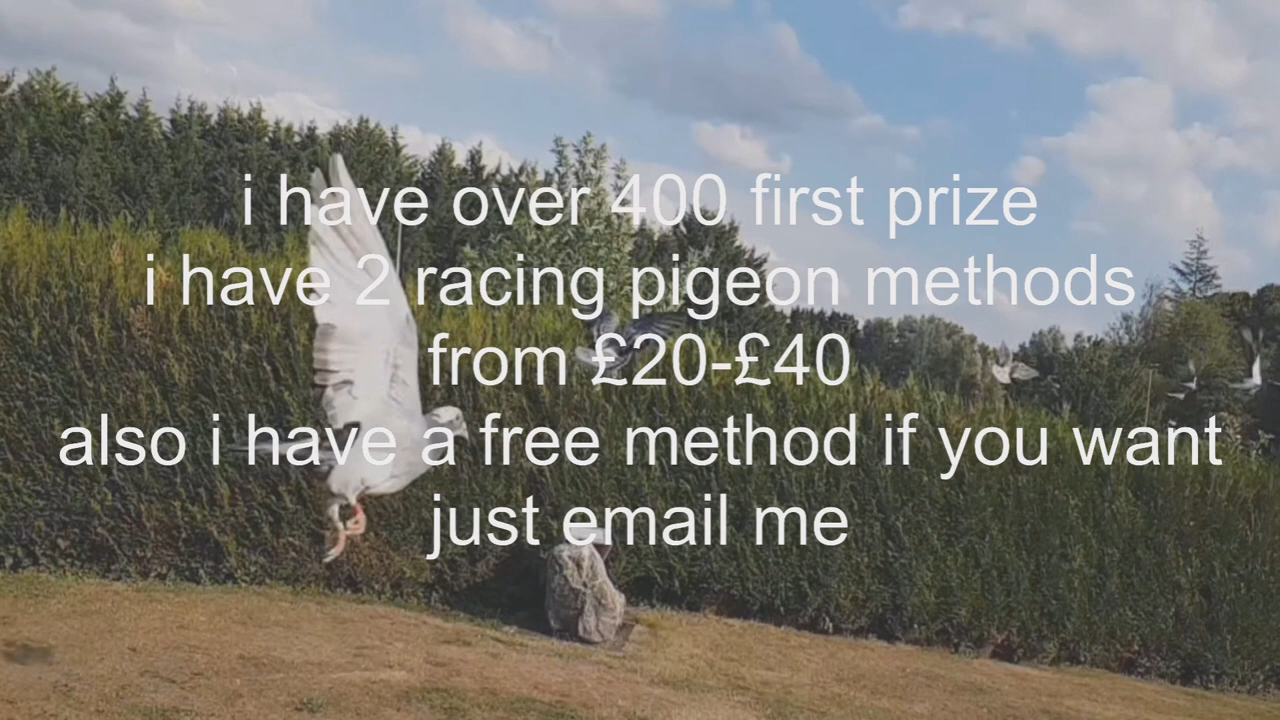 i have over 400 first prize
i have 2 racing pigeon methods
from £20-£40
also i have a free method if you want
just email me